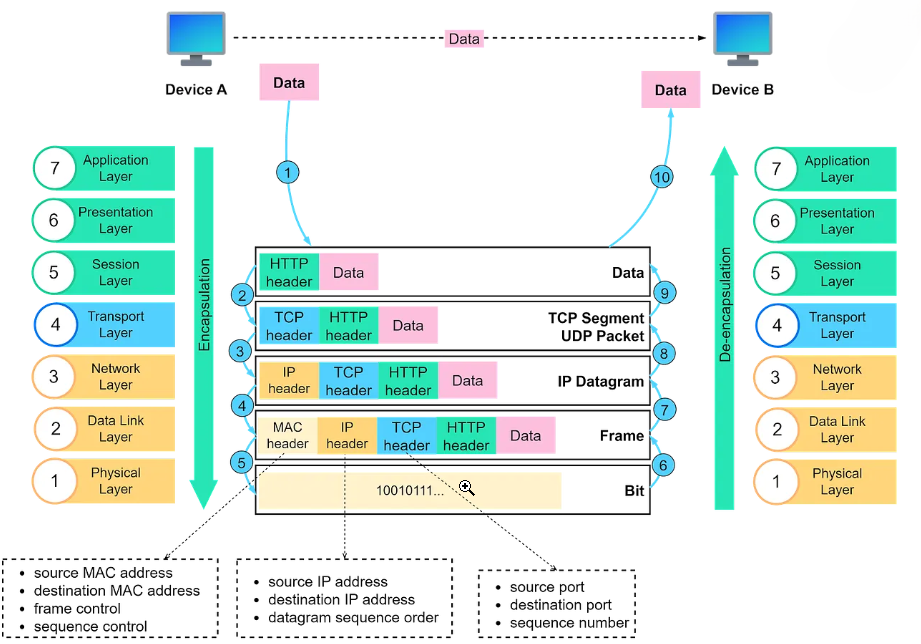 Data
Device A
Data
Data
Device B
1
10
7
Application
Layer
6
Presentation
Layer
5
Session
Layer
4
Transport
Layer
3
Network
Layer
2
Data Link
Layer
1
Physical
Layer
Encapsulation
HTTP
header
Data
Data
2
9
TCP
header
HTTP
header
Data
TCP Segment
UDP Packet
3
8
IP
header
TCP
header
HTTP
header
Data
IP Datagram
4
7
MAC
header
IP
header
TCP
header
HTTP
header
Data
Frame
5
6
10010111...
Bit
De-encapsulation
7
Application
Layer
6
Presentation
Layer
5
Session
Layer
4
Transport
Layer
3
Network
Layer
2
Data Link
Layer
1
Physical
Layer
• source MAC address
• destination MAC address
• frame control
• sequence control
• source IP address
• destination IP address
• datagram sequence order
• source port
• destination port
• sequence number